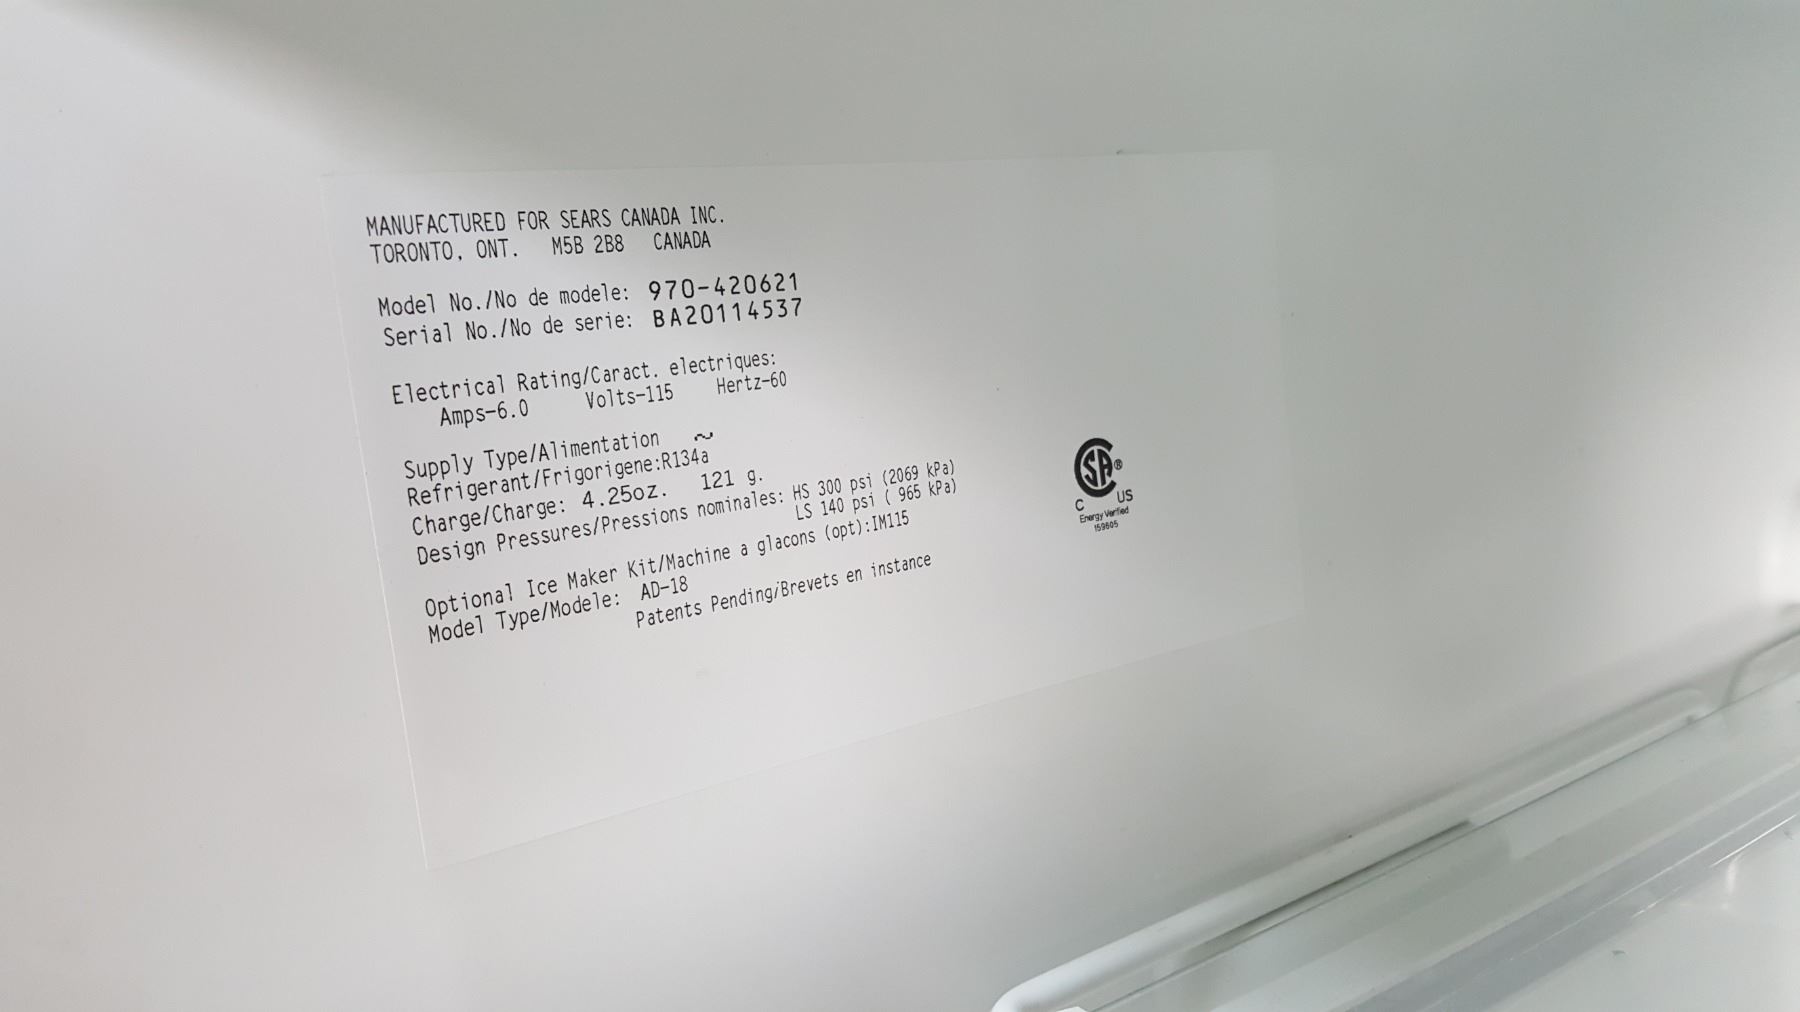 MANUFACTURED FOR SEARS CANADA INC.
TORONTO, ONT. M5B 2B8 CANADA
Model No./No de modele: 970-420621
Serial No./No de serie: BA20114537
Electrical Rating/Caract. electriques:
Amps-6.0 Volts-115 Hertz-60
Supply Type/Alimentation ~
Refrigerant/Frigorigene:R134a
Charge/Charge: 4.25oz. 121 g.
Design Pressures/Pressions nominales: HS 300 psi (2069 kPa)
LS 140 psi ( 965 kPa)
Optional Ice Maker Kit/Machine a glacons (opt):IM115
Model Type/Modele: AD-18
Patents Pending/Brevets en instance
CSA®
C US
Energy Verified
159605